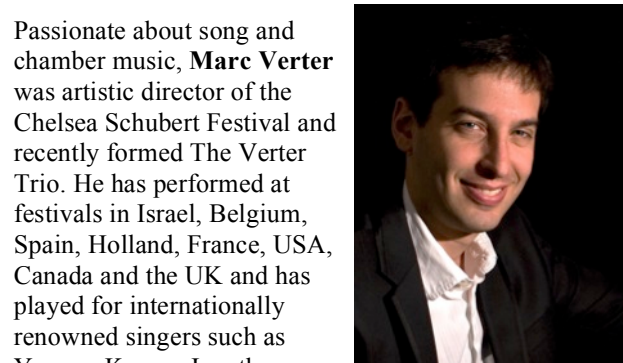 Passionate about song and
chamber music, Marc Verter
was artistic director of the
Chelsea Schubert Festival and
recently formed The Verter
Trio. He has performed at
festivals in Israel, Belgium,
Spain, Holland, France, USA,
Canada and the UK and has
played for internationally
renowned singers such as